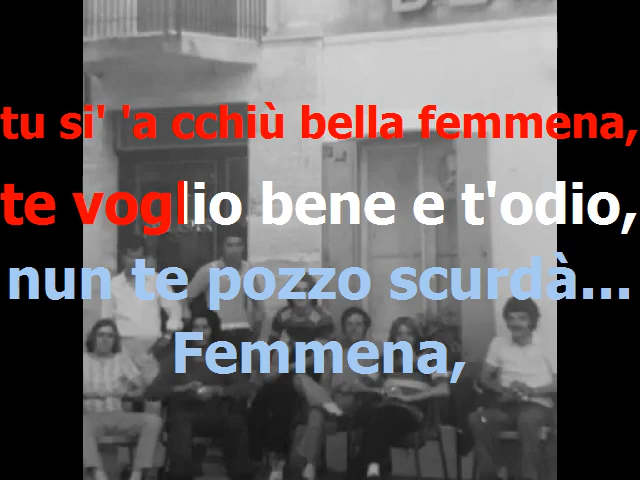 tu si' 'a cchiù bella femmena,
te voglio bene e t'odio,
nun te pozzo scurdà...
Femmena,